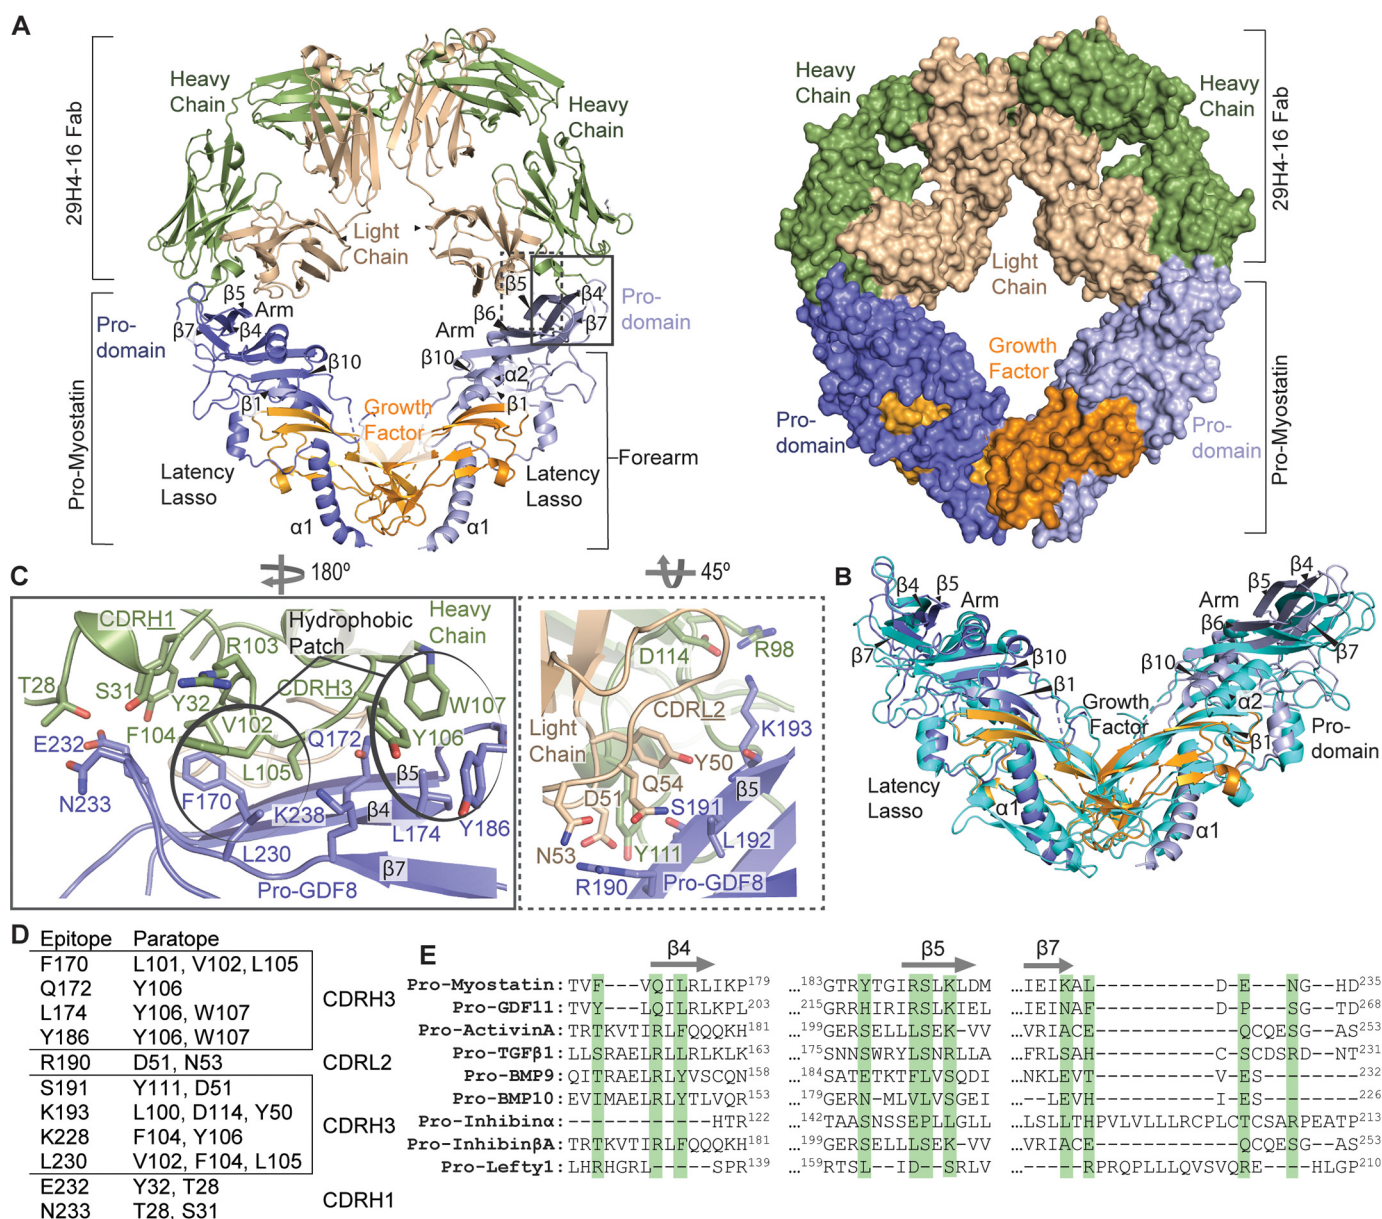 A
29H4-16 Fab
Heavy
Chain
Heavy
Chain
Light
Chain
Pro-Myostatin
Pro-
domain
β5
Arm
β7
β4
β10
β1
β5
β4
β6
β7
Arm
β10
α2
β1
Pro-
domain
Growth
Factor
Latency
Lasso
Latency
Lasso
Forearm
α1
α1
Heavy
Chain
Heavy
Chain
Light
Chain
Growth
Factor
Pro-
domain
Pro-
domain
29H4-16 Fab
Pro-Myostatin
C
180º
45º
CDRH1
R103
Hydrophobic
Patch
Heavy
Chain
T28
S31
Y32
CDRH3
W107
F104
V102
Q172
Y106
E232
L105
N233
F170
K238
β5
β4
L174
Y186
L230
β7
Pro-GDF8
D114
R98
CDRL2
Light
Chain
K193
Y50
Q54
D51
S191
β5
L192
N53
Y111
R190
Pro-GDF8
B
β4
β5
Arm
β7
β10
β1
Growth
Factor
Latency
Lasso
α1
β4
β5
Arm
β6
β7
β10
α2
β1
Pro-
domain
α1
D
Epitope Paratope
F170 L101, V102, L105
Q172 Y106
L174 Y106, W107
Y186 Y106, W107
CDRH3
R190 D51, N53
CDRL2
S191 Y111, D51
K193 L100, D114, Y50
K228 F104, Y106
L230 V102, F104, L105
CDRH3
E232 Y32, T28
N233 T28, S31
CDRH1
E
β4 β5 β7
Pro-Myostatin: TVF---VQILRLIKP179 ...183GTRYTGIRSLKLDM ...IEIKAL-----------D-E---NG--HD235
Pro-GDF11: TVY---LQILRLKPL203 ...215GRRHIRIRSLKIEL ...IEINAF-----------D-P---SG--TD268
Pro-ActivinA: TRTKVTIRLFQQQKH181 ...199GERSELLLSEK-VV ...VRIACE-----------QCQESG--AS253
Pro-TGFβ1: LLSRAELRLLRLKLK163 ...175SNNSWRYLSNRLLA ...FRLSAH-----------C-SCDSRD--NT231
Pro-BMP9: QITRAELRLYVSCQN158 ...184SATETKTFLVSQDI ...NKLEVT-----------V-ES--------232
Pro-BMP10: EVIMAELRLYTLVQR153 ...179GERN-MLVLVSGEI ...--LEVH-----------I-ES--------226
Pro-Inhibinα: ------------HTR122 ...142TAASNSSEPLLGLL ...LSLLTHPVLVLLLRCPLCTCSARPEATP213
Pro-InhibinβA: TRTKVTIRLFQQQKH181 ...199GERSELLLSEK-VV ...VRIACE-----------QCQESG--AS253
Pro-Lefty1: LHRHGRL-----SPR139 ...159RTSL---ID-SRLV ...-----RPRQPLLLQVSVQRE---HLGP210